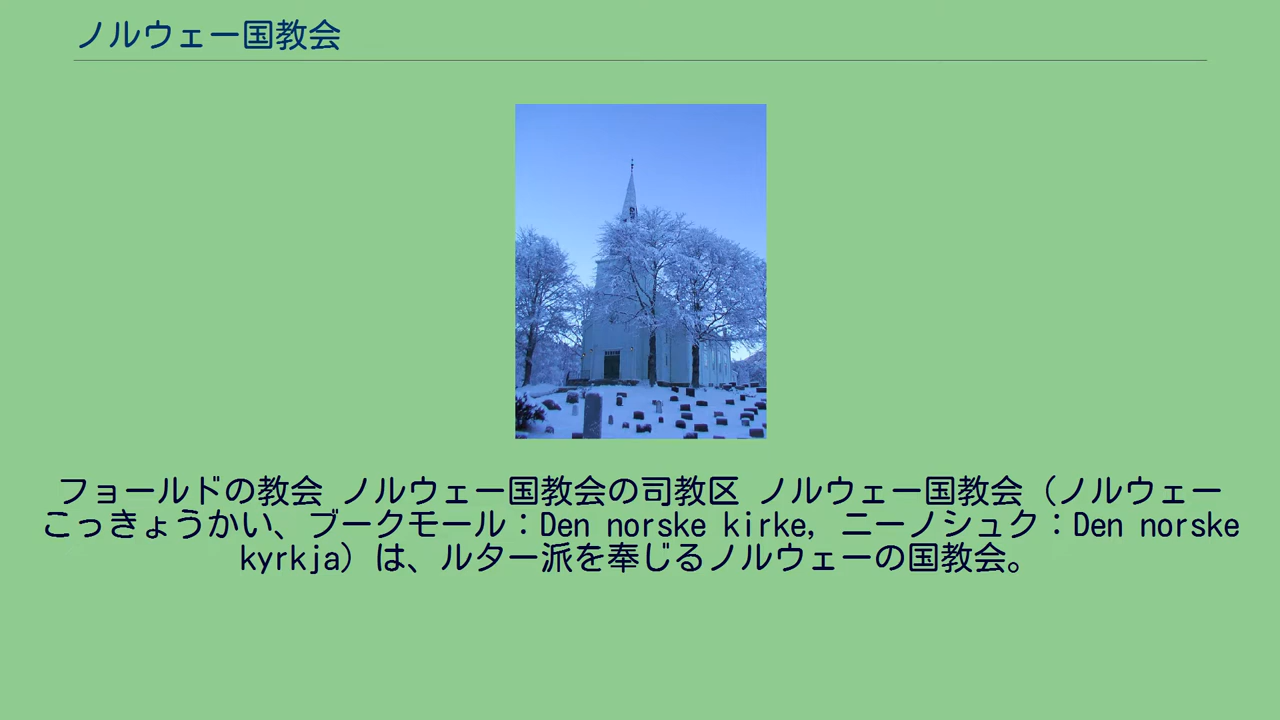 ノルウェー国教会
フョールドの教会 ノルウェー国教会の司教区 ノルウェー国教会（ノルウェー
こっきょうかい、ブークモール：Den norske kirke, ニーノシュク：Den norske
kyrkja）は、ルター派を奉じるノルウェーの国教会。